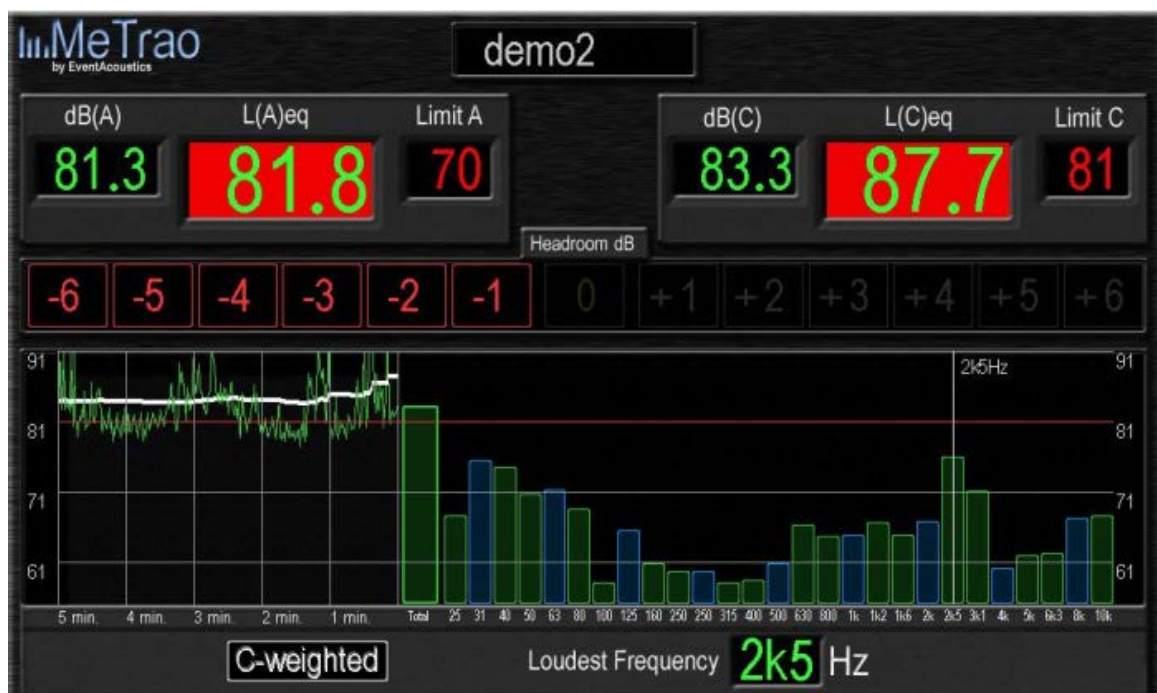 MeTrao
by EventAcoustics
demo2
dB(A) L(A)eq Limit A
81.3 81.8 70
dB(C) L(C)eq Limit C
83.3 87.7 81
Headroom dB
-6 -5 -4 -3 -2 -1 0 +1 +2 +3 +4 +5 +6
91 2k5Hz 91
81 81
71 71
61 61
5 min. 4 min. 3 min. 2 min. 1 min. Total 25 31 40 50 63 80 100 125 160 250 250 315 400 500 630 800 1k 1k2 1k6 2k 2k5 3k1 4k 5k 6k3 8k 10k
C-weighted Loudest Frequency 2k5 Hz